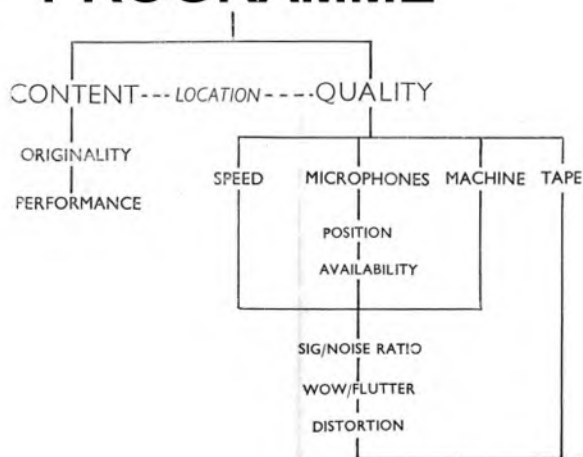 PROGRAMME
CONTENT---LOCATION----QUALITY
ORIGINALITY
PERFORMANCE
SPEED MICROPHONES MACHINE TAPE
POSITION
AVAILABILITY
SIG/NOISE RATIO
WOW/FLUTTER
DISTORTION